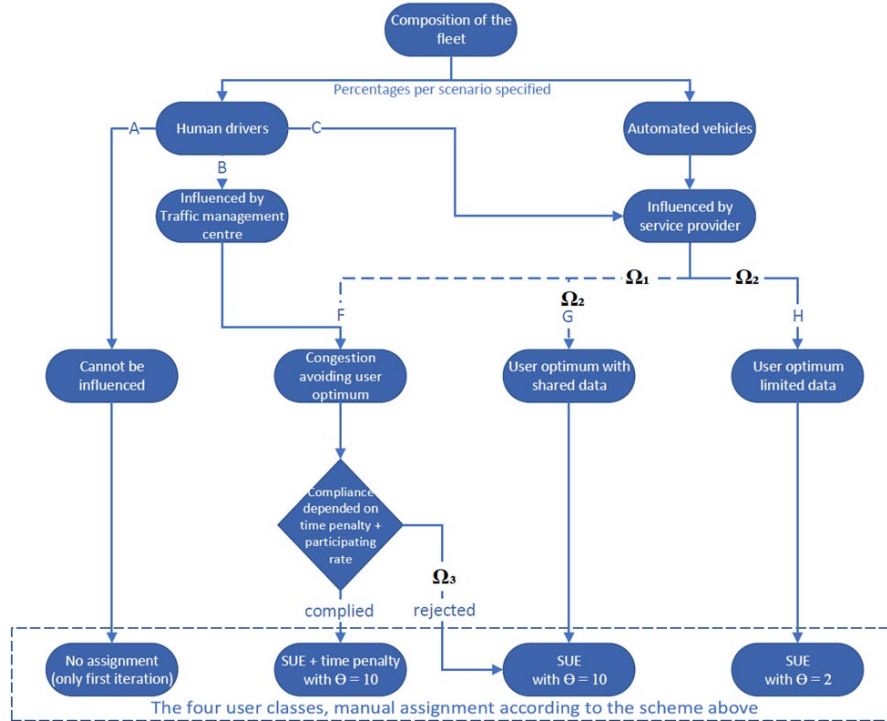 Composition of the
fleet
Percentages per scenario specified
A
Human drivers
C
Automated vehicles
B
Influenced by
Traffic management
centre
Influenced by
service provider
Ω₁
Ω₂
Ω₂
F
G
H
Cannot be
influenced
Congestion
avoiding user
optimum
User optimum with
shared data
User optimum
limited data
Compliance
depended on
time penalty +
participating
rate
Ω₃
complied
rejected
No assignment
(only first iteration)
SUE + time penalty
with Θ = 10
SUE
with Θ = 10
SUE
with Θ = 2
The four user classes, manual assignment according to the scheme above